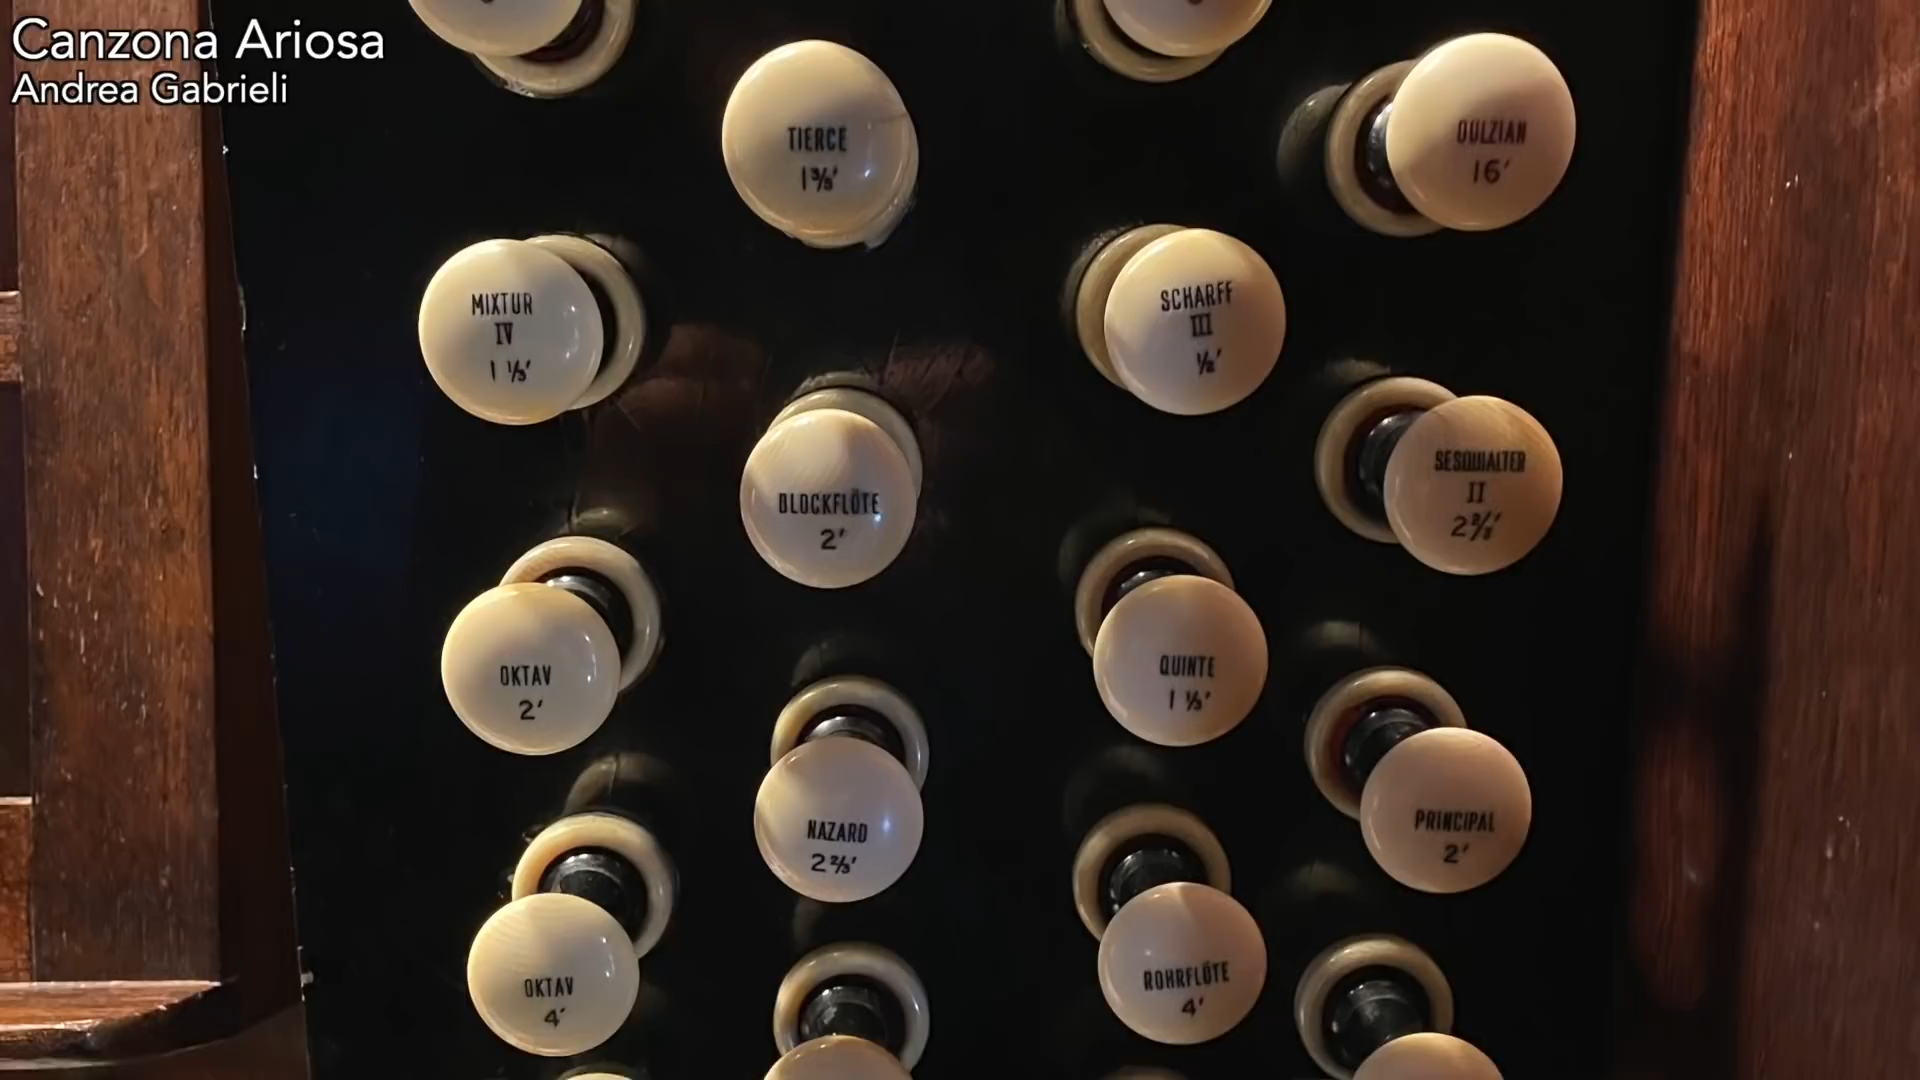 Canzona Ariosa
Andrea Gabrieli
TIERCE
1 3/5'
DULZIAN
16'
MIXTUR
IV
1 1/3'
SCHARFF
III
1/2'
BLOCKFLÖTE
2'
SESQUIALTER
II
2 2/3'
OKTAV
2'
QUINTE
1 1/3'
NAZARD
2 2/3'
PRINCIPAL
2'
OKTAV
4'
ROHRFLÖTE
4'